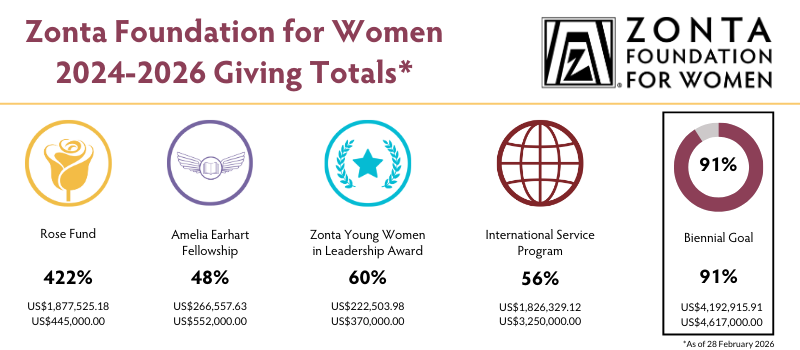 Zonta Foundation for Women
2024-2026 Giving Totals*
ZONTA
FOUNDATION
FOR WOMEN
Z
®
Rose Fund
422%
US$1,877,525.18
US$445,000.00
Amelia Earhart
Fellowship
48%
US$266,557.63
US$552,000.00
Zonta Young Women
in Leadership Award
60%
US$222,503.98
US$370,000.00
International Service
Program
56%
US$1,826,329.12
US$3,250,000.00
91%
Biennial Goal
91%
US$4,192,915.91
US$4,617,000.00
*As of 28 February 2026